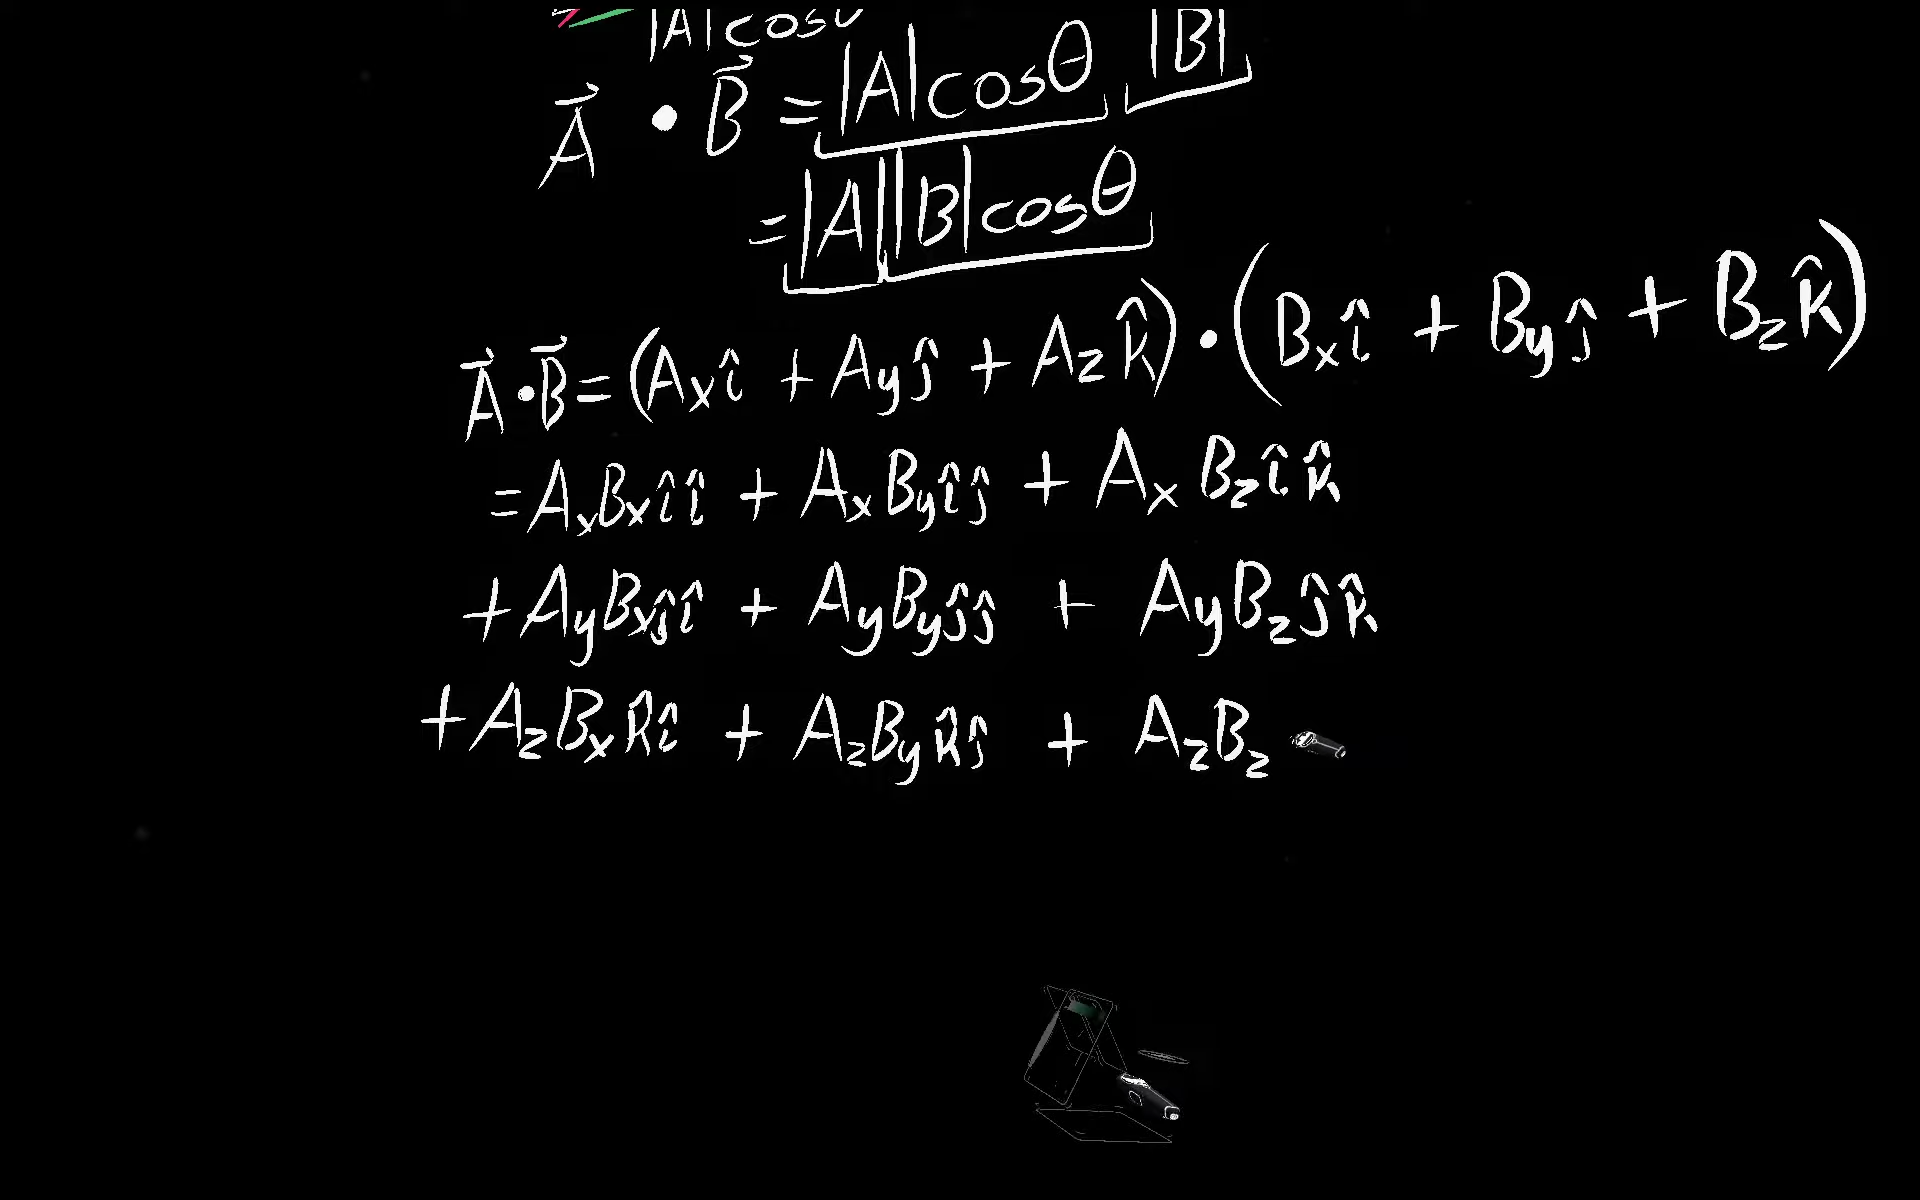 |A|cosθ
A⃗ • B⃗ = |A|cosθ |B|
= |A||B|cosθ
A⃗•B⃗ = (Axî + Ayĵ + Azk̂) • (Bxî + Byĵ + Bzk̂)
= AxBxîî + AxByîĵ + AxBzîk̂
+ AyBxĵî + AyByĵĵ + AyBzĵk̂
+ AzBxk̂î + AzByk̂ĵ + AzBz